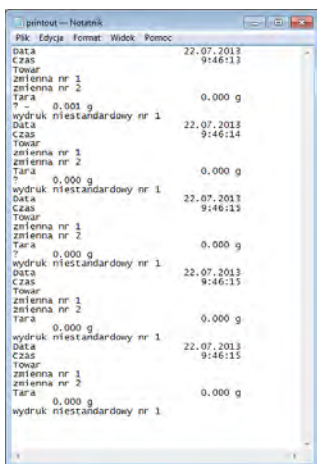 printout — Notatnik
Plik Edycja Format Widok Pomoc
Data 22.07.2013
Czas 9:46:13
Towar
zmienna nr 1
zmienna nr 2
Tara 0.000 g
? - 0.001 g
wydruk niestandardowy nr 1
Data 22.07.2013
Czas 9:46:14
Towar
zmienna nr 1
zmienna nr 2
Tara 0.000 g
? 0.000 g
wydruk niestandardowy nr 1
Data 22.07.2013
Czas 9:46:15
Towar
zmienna nr 1
zmienna nr 2
Tara 0.000 g
? 0.000 g
wydruk niestandardowy nr 1
Data 22.07.2013
Czas 9:46:15
Towar
zmienna nr 1
zmienna nr 2
Tara 0.000 g
0.000 g
wydruk niestandardowy nr 1
Data 22.07.2013
Czas 9:46:15
Towar
zmienna nr 1
zmienna nr 2
Tara 0.000 g
0.000 g
wydruk niestandardowy nr 1